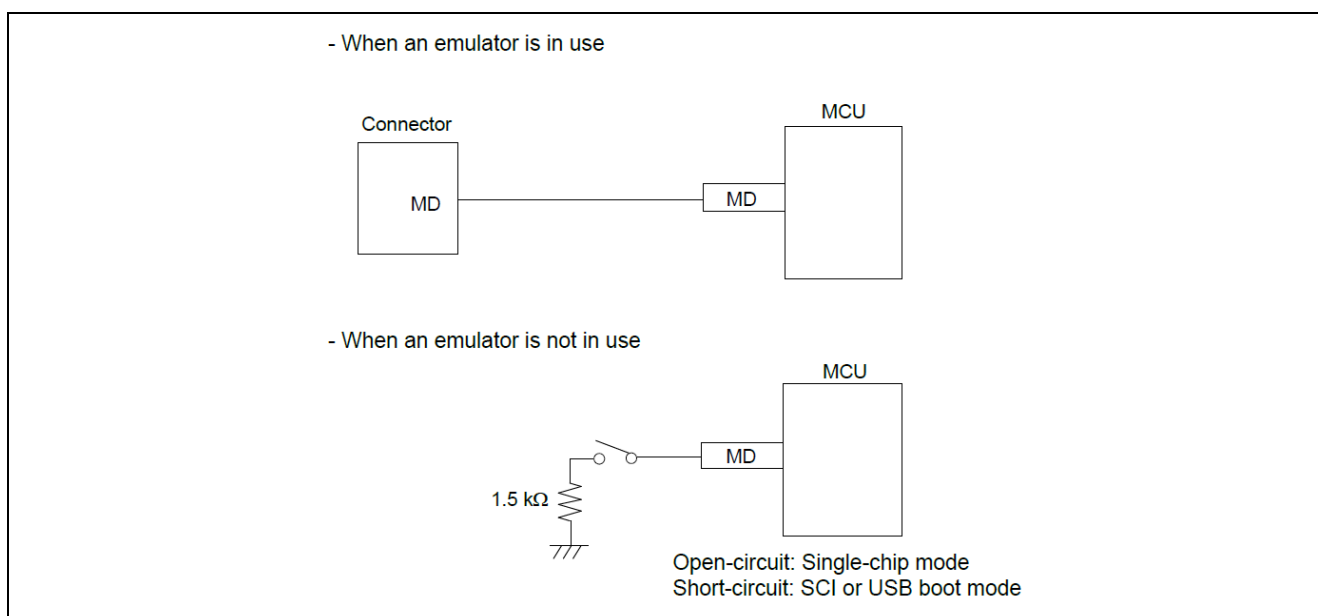 - When an emulator is in use
Connector
MCU
MD
MD
- When an emulator is not in use
MCU
MD
1.5 kΩ
Open-circuit: Single-chip mode
Short-circuit: SCI or USB boot mode